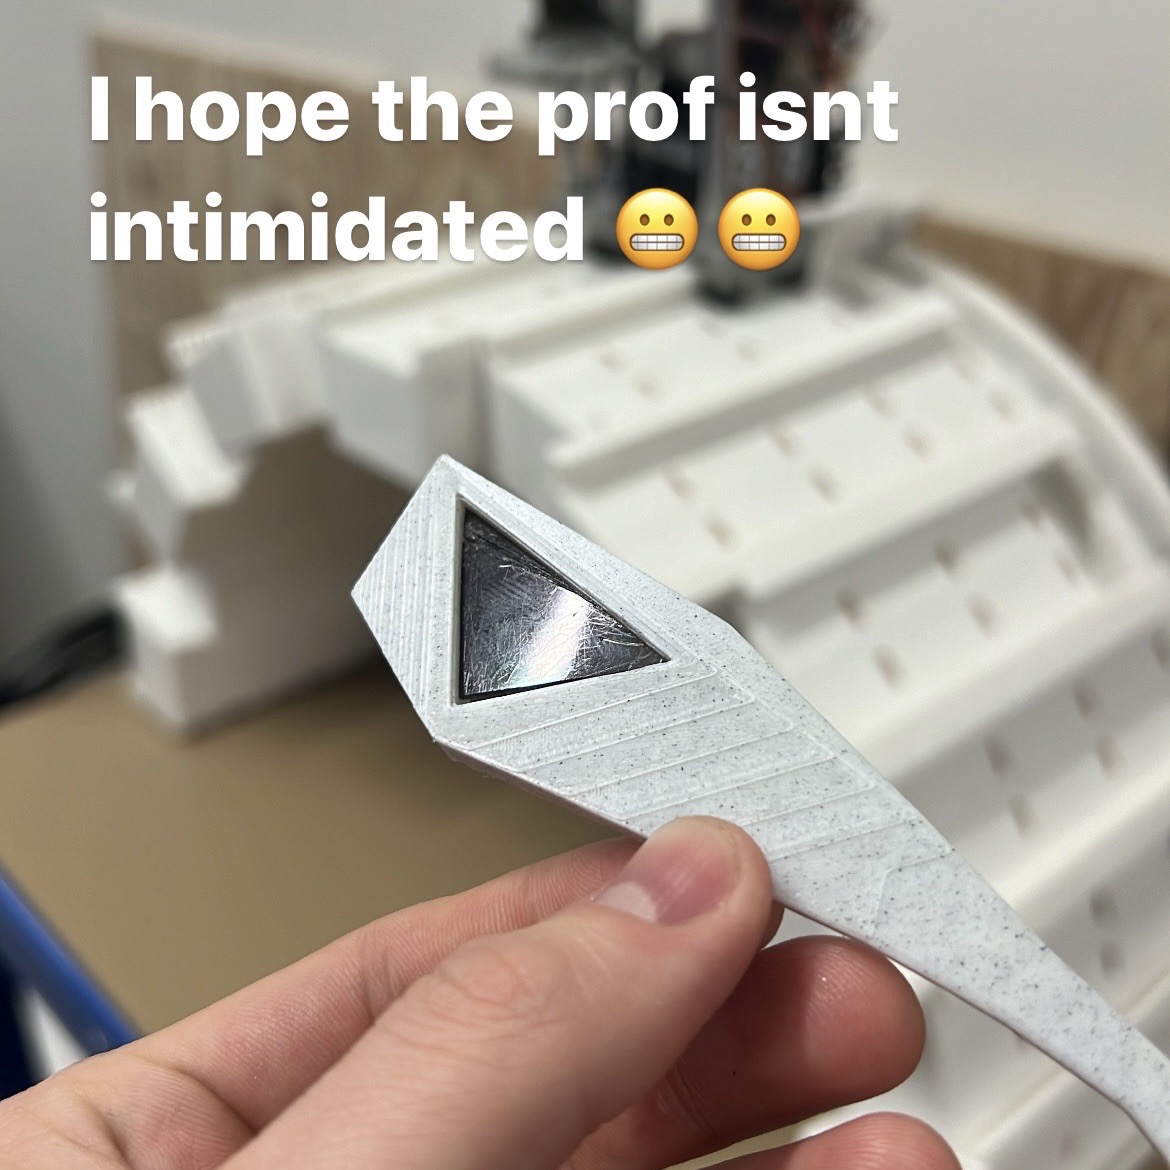 I hope the prof isnt
intimidated 😬😬